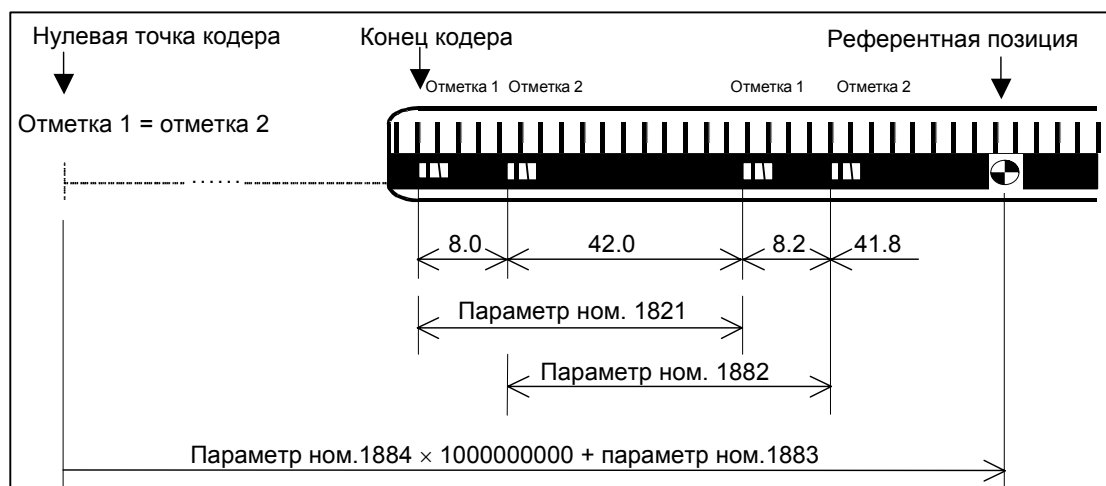 Нулевая точка кодера
Конец кодера
Референтная позиция
Отметка 1 Отметка 2 Отметка 1 Отметка 2
Отметка 1 = отметка 2
8.0 42.0 8.2 41.8
Параметр ном. 1821
Параметр ном. 1882
Параметр ном.1884 × 1000000000 + параметр ном.1883